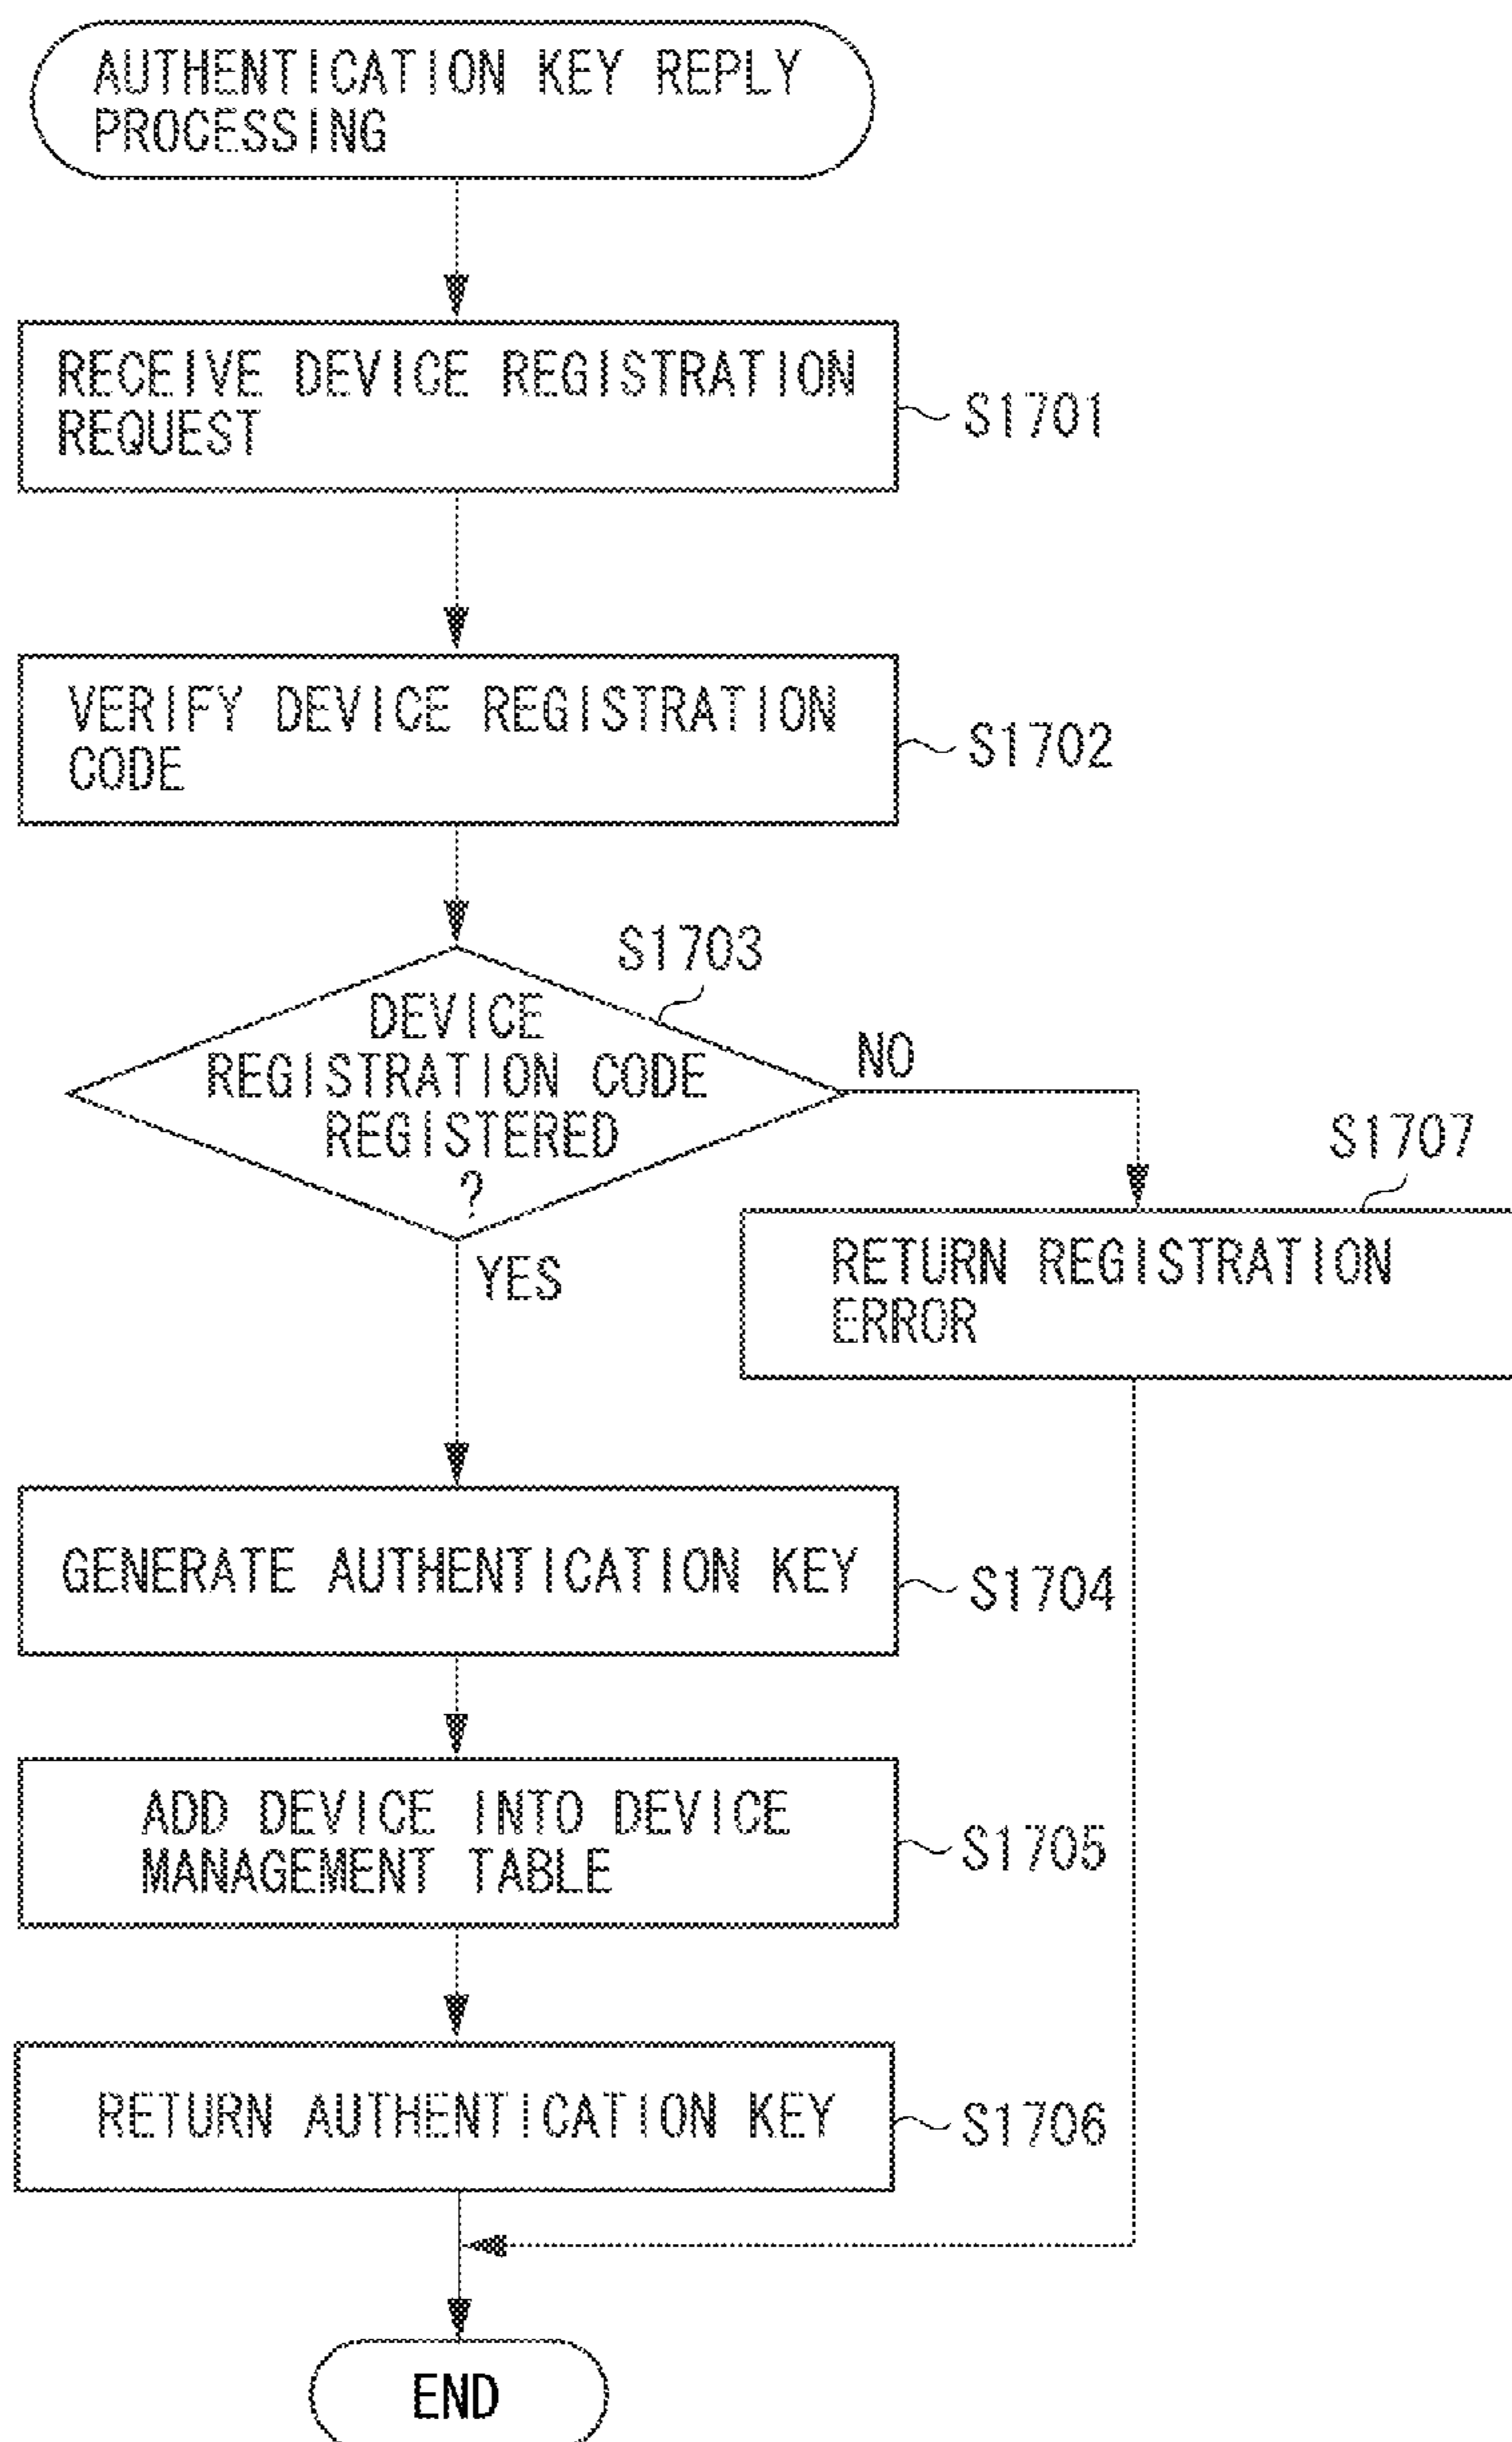 AUTHENTICATION KEY REPLY
PROCESSING
RECEIVE DEVICE REGISTRATION
REQUEST
S1701
VERIFY DEVICE REGISTRATION
CODE
S1702
S1703
DEVICE
REGISTRATION CODE
REGISTERED
?
NO
YES
S1707
RETURN REGISTRATION
ERROR
GENERATE AUTHENTICATION KEY
S1704
ADD DEVICE INTO DEVICE
MANAGEMENT TABLE
S1705
RETURN AUTHENTICATION KEY
S1706
END